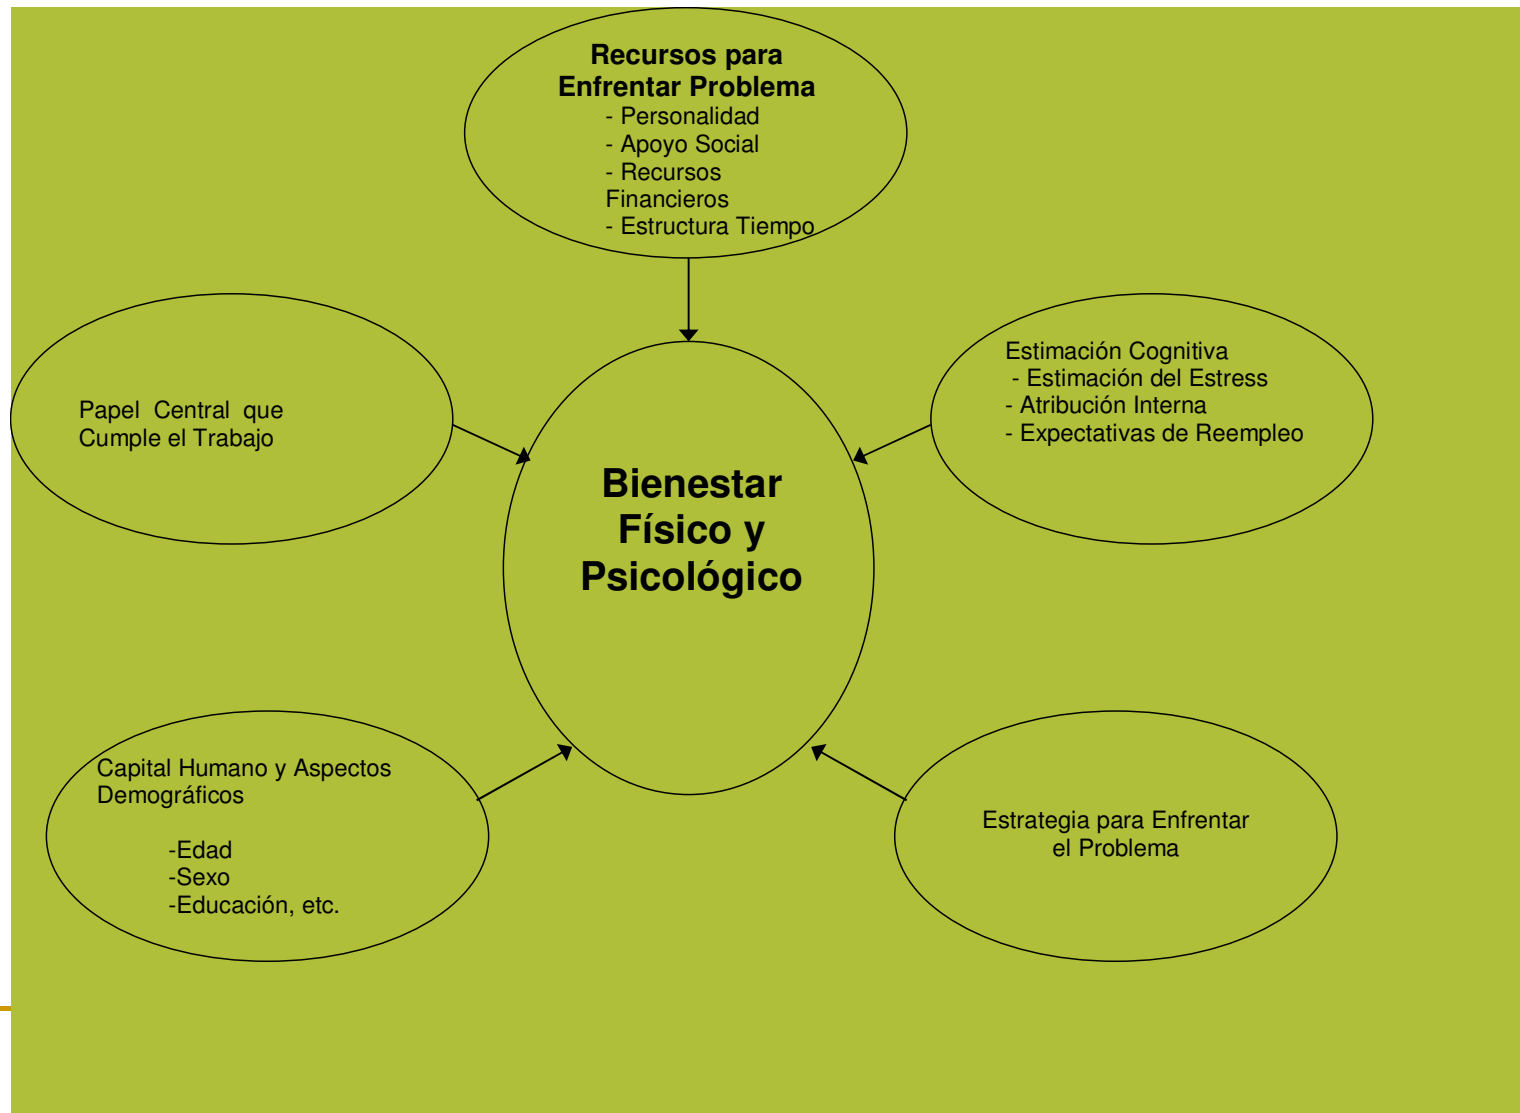 Recursos para
Enfrentar Problema
- Personalidad
- Apoyo Social
- Recursos
Financieros
- Estructura Tiempo
Papel Central que
Cumple el Trabajo
Estimación Cognitiva
- Estimación del Estress
- Atribución Interna
- Expectativas de Reempleo
Bienestar
Físico y
Psicológico
Capital Humano y Aspectos
Demográficos
-Edad
-Sexo
-Educación, etc.
Estrategia para Enfrentar
el Problema